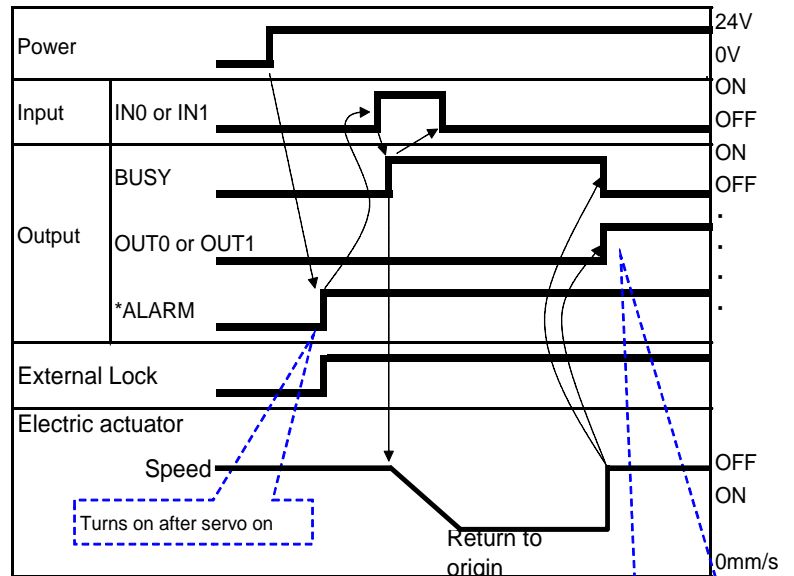 24V
Power
0V
ON
Input IN0 or IN1
OFF
ON
BUSY
OFF
Output
OUT0 or OUT1
*ALARM
External Lock
Electric actuator
Speed
OFF
ON
Turns on after servo on
Return to
origin
0mm/s